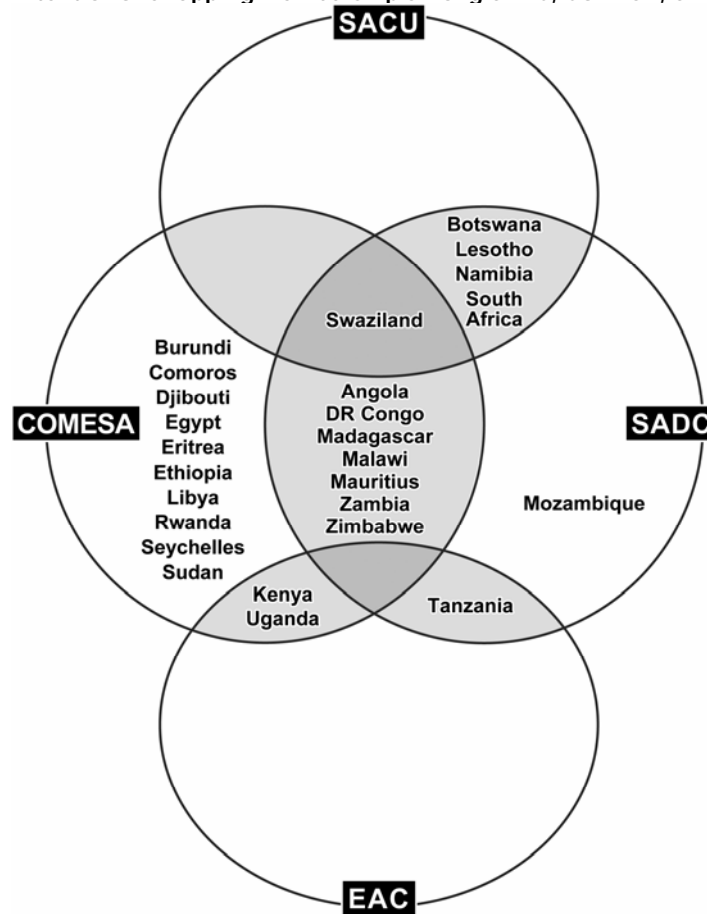 SACU
Botswana
Lesotho
Namibia
South
Africa
Swaziland
Burundi
Comoros
Djibouti
Egypt
Eritrea
Ethiopia
Libya
Rwanda
Seychelles
Sudan
COMESA
Angola
DR Congo
Madagascar
Malawi
Mauritius
Zambia
Zimbabwe
SADC
Mozambique
Kenya
Uganda
Tanzania
EAC